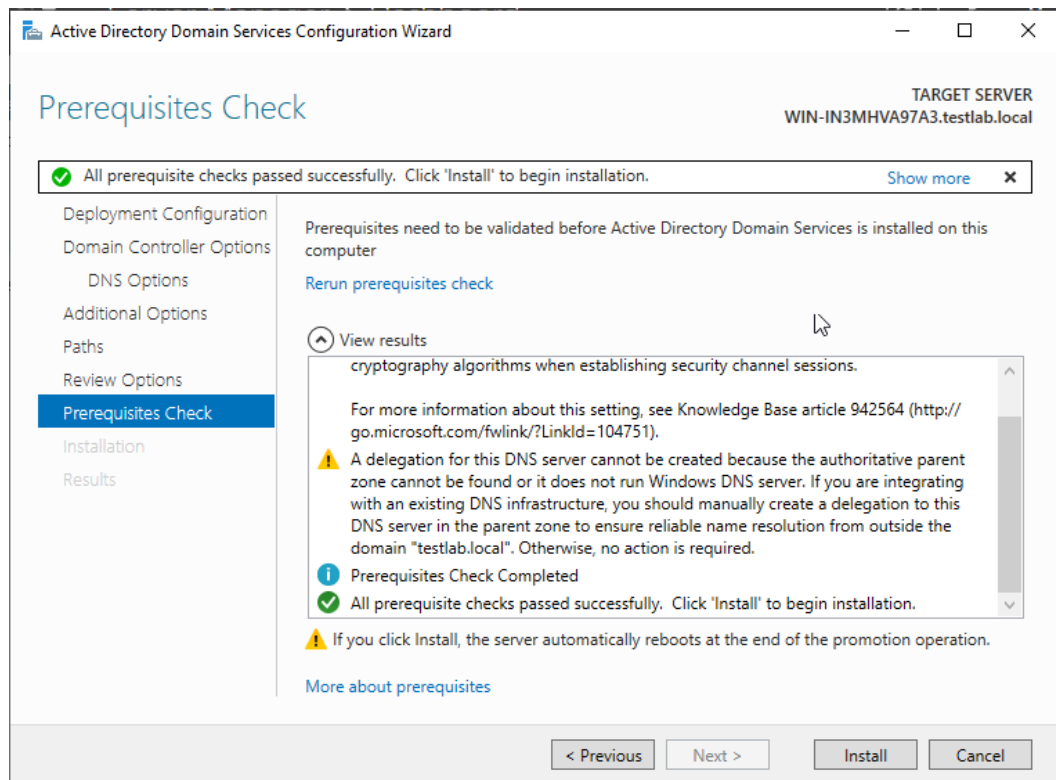 Active Directory Domain Services Configuration Wizard
Prerequisites Check
TARGET SERVER
WIN-IN3MHVA97A3.testlab.local
All prerequisite checks passed successfully.  Click 'Install' to begin installation.
Show more
Deployment Configuration
Domain Controller Options
DNS Options
Additional Options
Paths
Review Options
Prerequisites Check
Installation
Results
Prerequisites need to be validated before Active Directory Domain Services is installed on this
computer
Rerun prerequisites check
View results
cryptography algorithms when establishing security channel sessions.
For more information about this setting, see Knowledge Base article 942564 (http://
go.microsoft.com/fwlink/?LinkId=104751).
A delegation for this DNS server cannot be created because the authoritative parent
zone cannot be found or it does not run Windows DNS server. If you are integrating
with an existing DNS infrastructure, you should manually create a delegation to this
DNS server in the parent zone to ensure reliable name resolution from outside the
domain "testlab.local". Otherwise, no action is required.
Prerequisites Check Completed
All prerequisite checks passed successfully.  Click 'Install' to begin installation.
If you click Install, the server automatically reboots at the end of the promotion operation.
More about prerequisites
< Previous
Next >
Install
Cancel